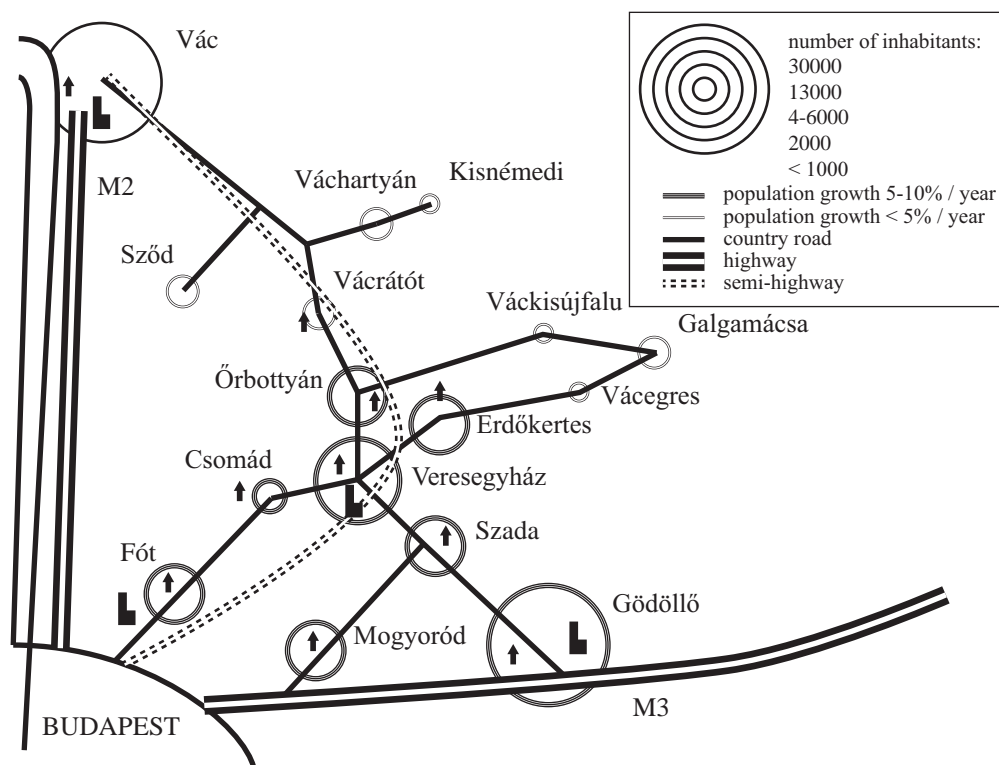 Vác
number of inhabitants:
30000
13000
4-6000
2000
< 1000
population growth 5-10% / year
population growth < 5% / year
country road
highway
semi-highway
M2
Váchartyán
Kisnémedi
Sződ
Vácrátót
Váckisújfalu
Galgamácsa
Őrbottyán
Vácegres
Erdőkertes
Csomád
Veresegyház
Szada
Fót
Gödöllő
Mogyoród
M3
BUDAPEST